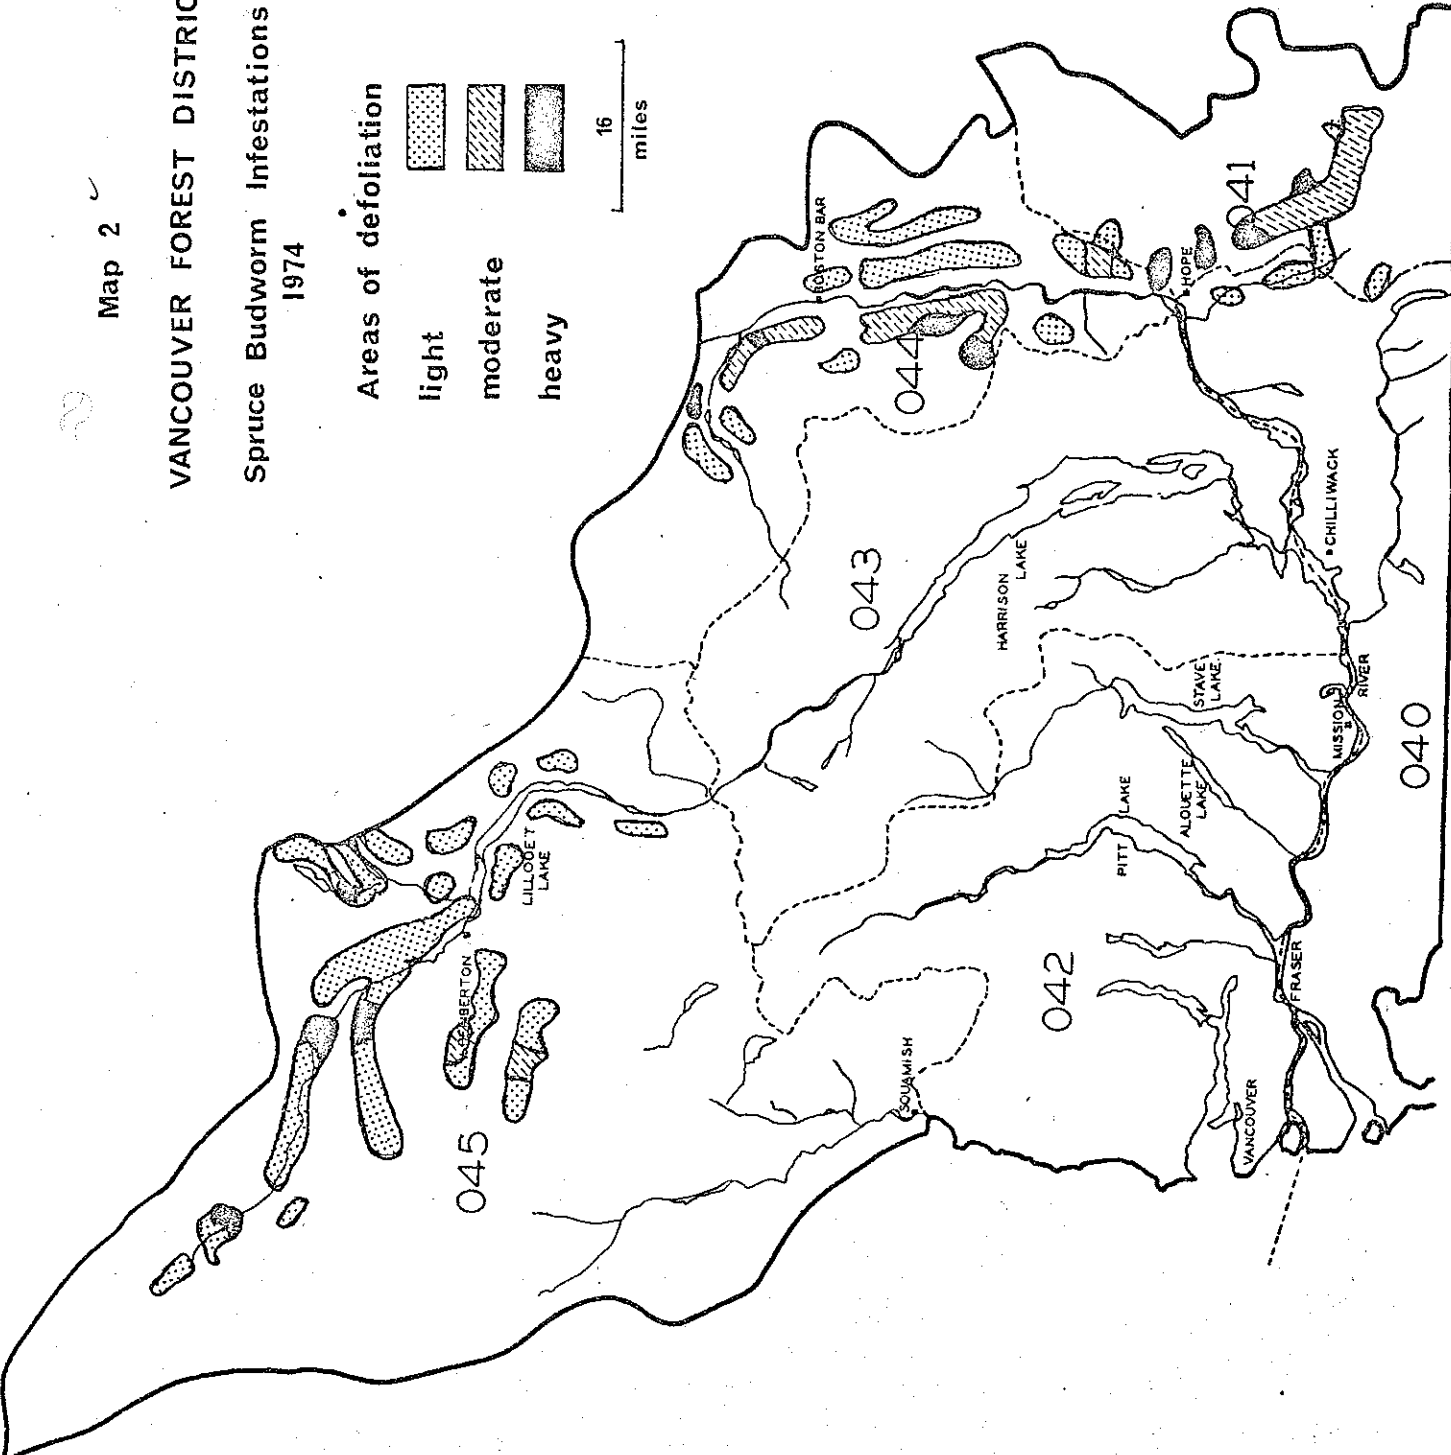 Map 2
VANCOUVER FOREST DISTRIC
Spruce Budworm Infestations
1974
Areas of defoliation
light
moderate
heavy
16
miles
BOSTON BAR
HOPE
041
044
043
HARRISON
LAKE
CHILLIWACK
STAVE
LAKE
MISSION
RIVER
040
ALOUETTE
LAKE
PITT
LAKE
LILLOOET
LAKE
045
042
FRASER
SQUAMISH
VANCOUVER